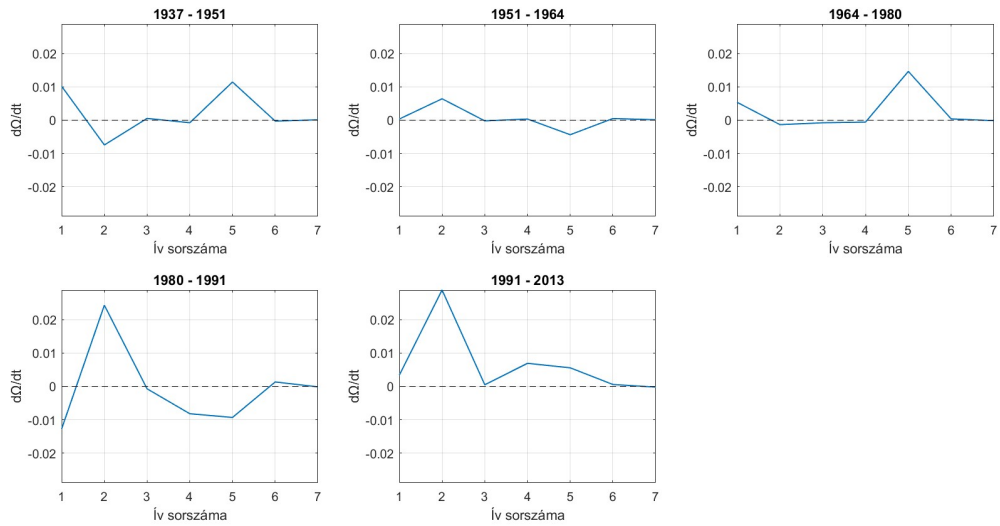 1937 - 1951
0.02
0.01
0
-0.01
-0.02
dΩ/dt
1 2 3 4 5 6 7
Ív sorszáma
1951 - 1964
0.02
0.01
0
-0.01
-0.02
dΩ/dt
1 2 3 4 5 6 7
Ív sorszáma
1964 - 1980
0.02
0.01
0
-0.01
-0.02
dΩ/dt
1 2 3 4 5 6 7
Ív sorszáma
1980 - 1991
0.02
0.01
0
-0.01
-0.02
dΩ/dt
1 2 3 4 5 6 7
Ív sorszáma
1991 - 2013
0.02
0.01
0
-0.01
-0.02
dΩ/dt
1 2 3 4 5 6 7
Ív sorszáma